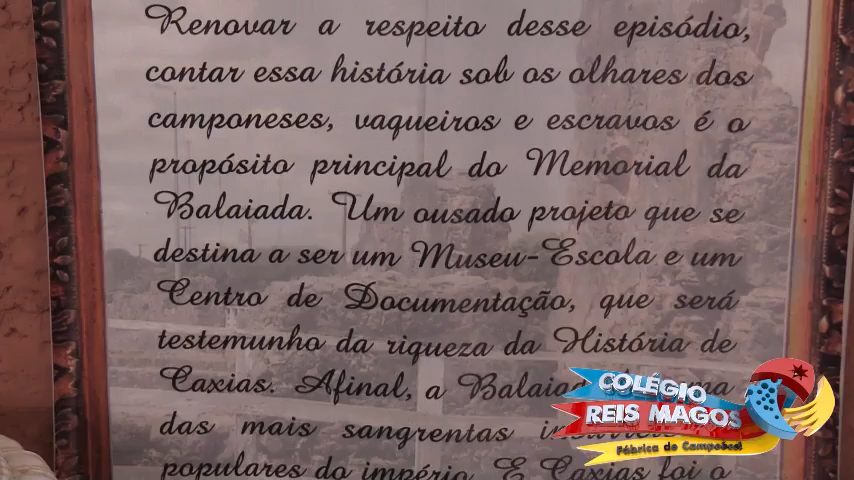 Renovar a respeito desse episódio,
contar essa história sob os olhares dos
camponeses, vaqueiros e escravos é o
propósito principal do Memorial da
Balaiada. Um ousado projeto que se
destina a ser um Museu-Escola e um
Centro de Documentação, que será
testemunho da riqueza da História de
Caxias. Afinal, a
das mais sangrentas
populares do império. E Caxias foi o
COLÉGIO
REIS MAGOS
Fábrica de Campeões!